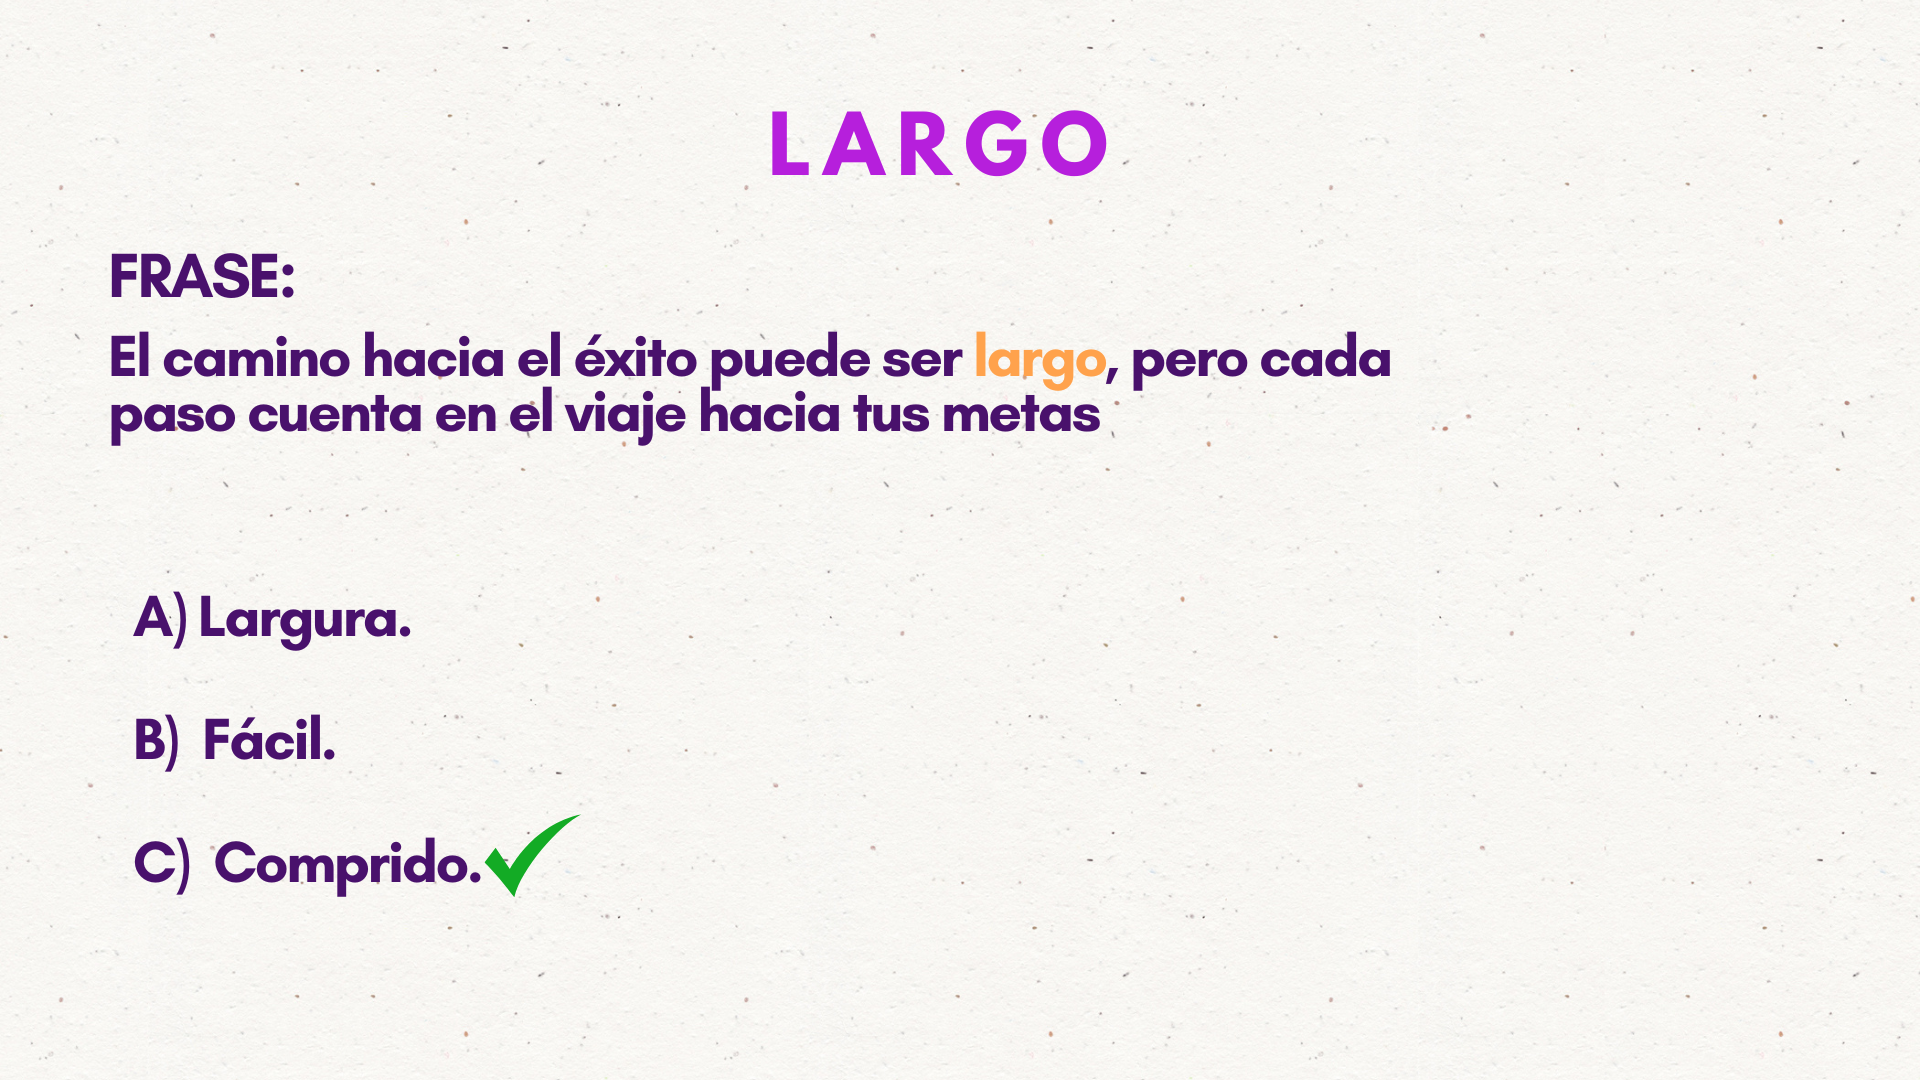 LARGO
FRASE:
El camino hacia el éxito puede ser largo, pero cada
paso cuenta en el viaje hacia tus metas
A) Largura.
B) Fácil.
C) Comprido.